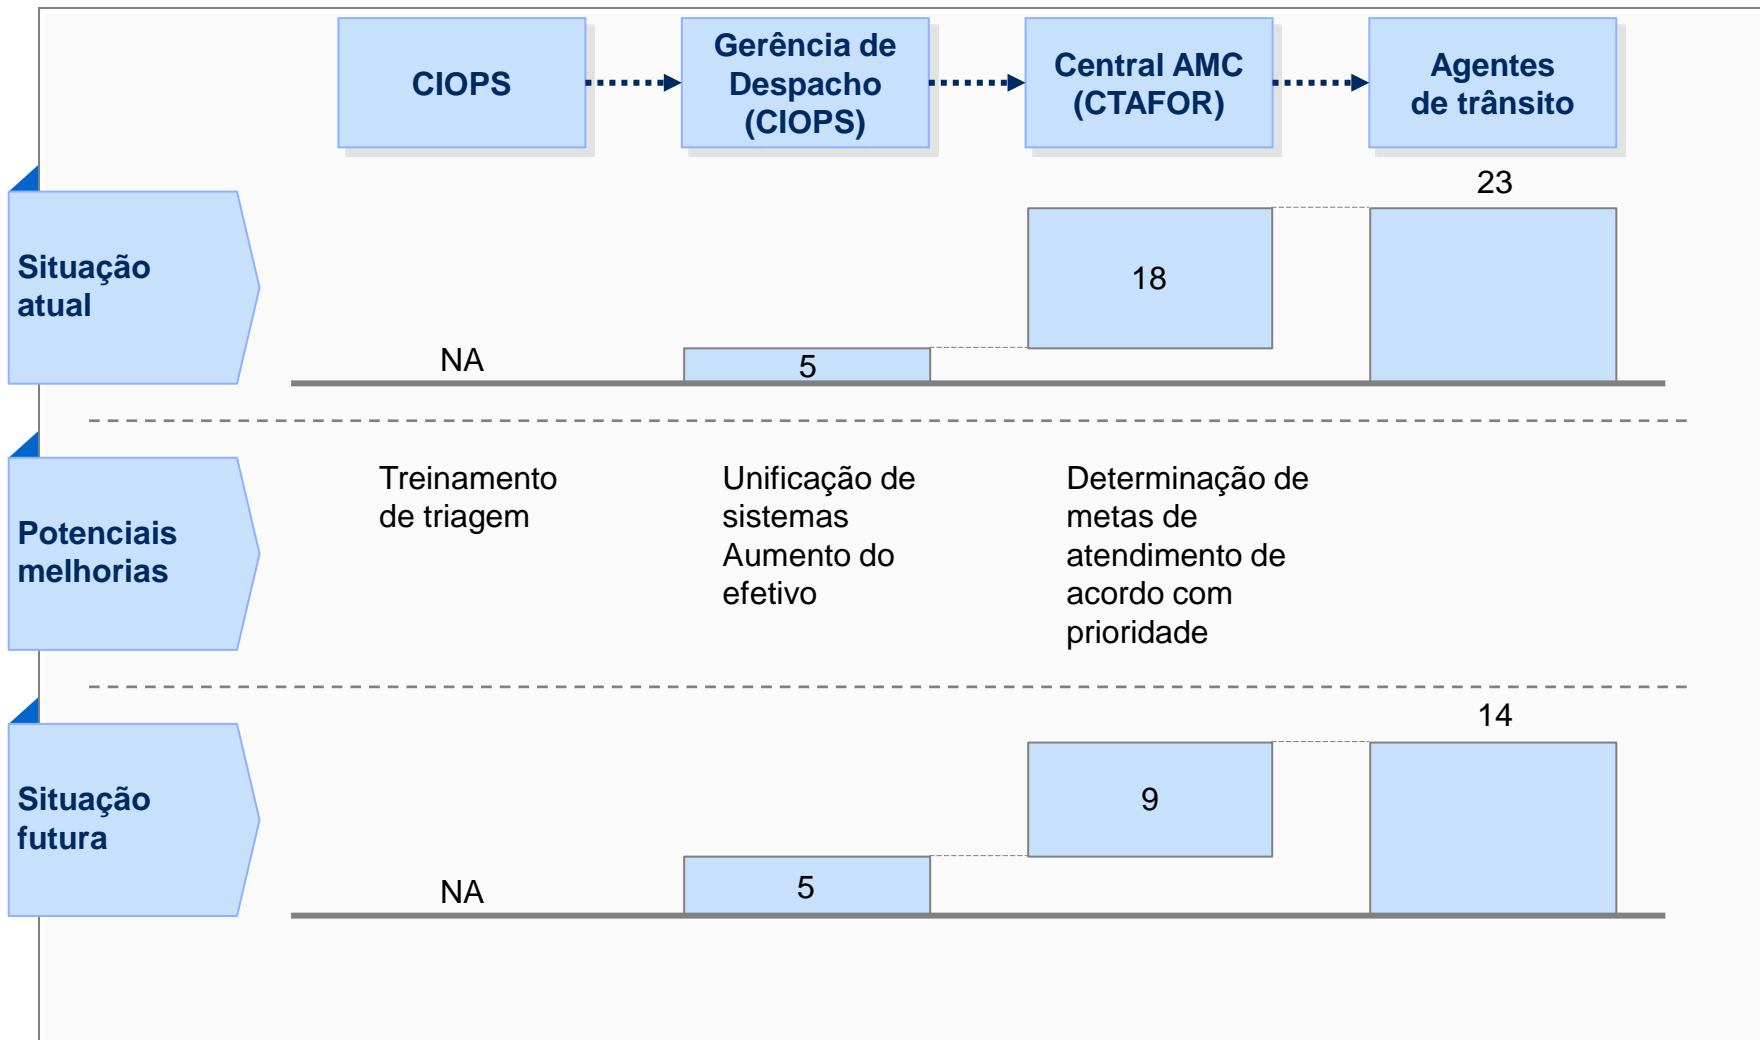 CIOPS
Gerência de
Despacho
(CIOPS)
Central AMC
(CTAFOR)
Agentes
de trânsito
Situação
atual
NA
5
18
23
Potenciais
melhorias
Treinamento
de triagem
Unificação de
sistemas
Aumento do
efetivo
Determinação de
metas de
atendimento de
acordo com
prioridade
Situação
futura
NA
5
9
14